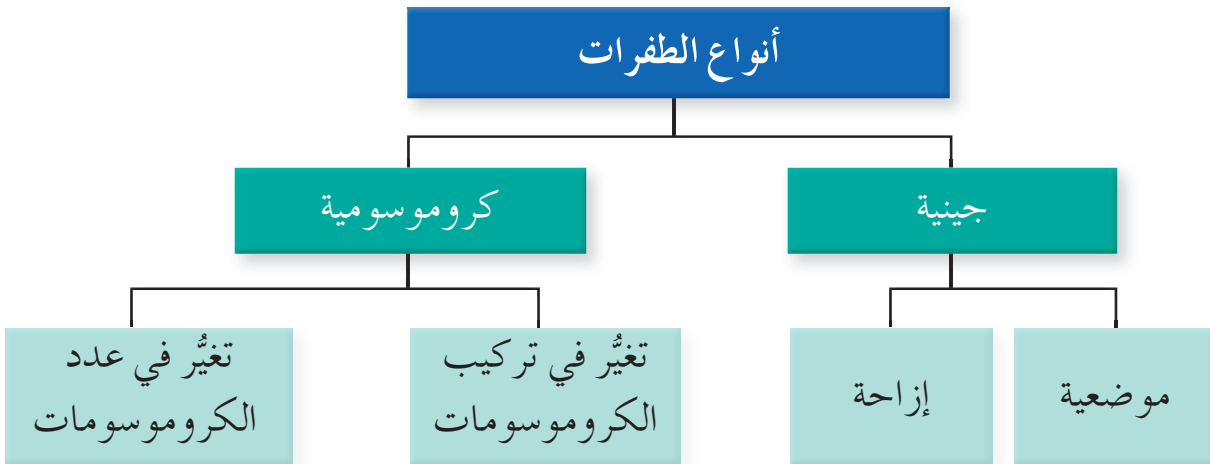 أنواع الطفرات
جينية
كروموسومية
موضعية
إزاحة
تغيُّر في تركيب
الكروموسومات
تغيُّر في عدد
الكروموسومات